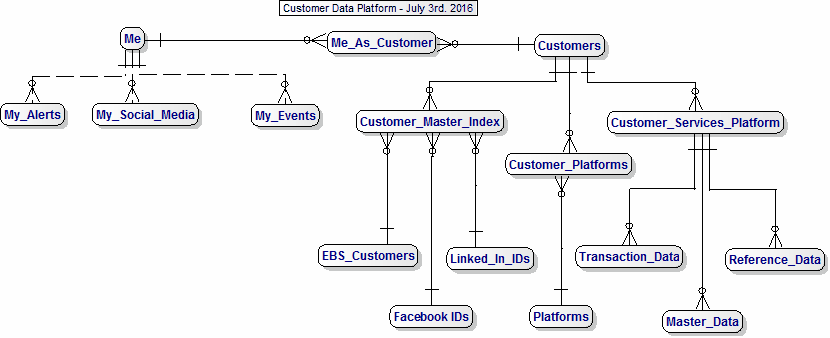 Customer Data Platform - July 3rd. 2016
Me
Me_As_Customer
Customers
My_Alerts
My_Social_Media
My_Events
Customer_Master_Index
Customer_Services_Platform
Customer_Platforms
EBS_Customers
Linked_In_IDs
Transaction_Data
Reference_Data
Facebook IDs
Platforms
Master_Data